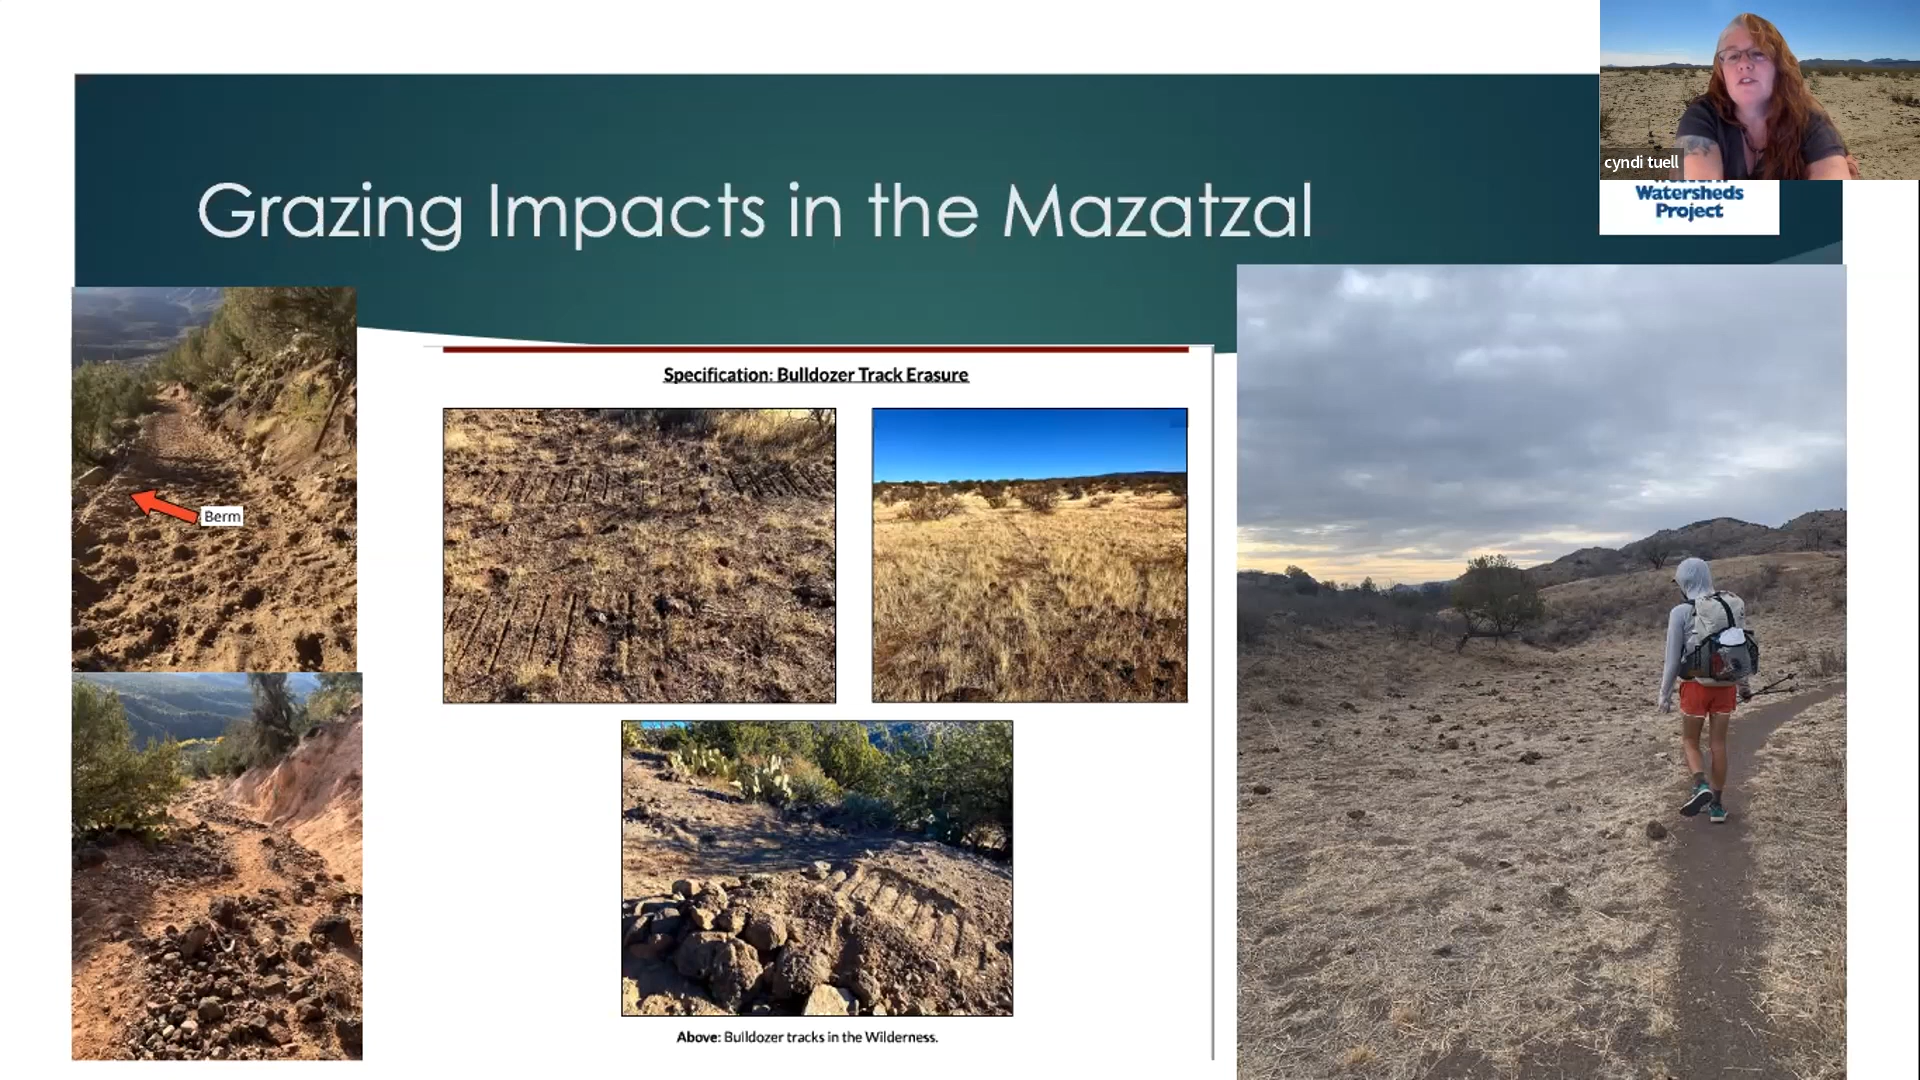 cyndi tuell
Grazing Impacts in the Mazatzal
Watersheds
Project
Specification: Bulldozer Track Erasure
Berm
Above: Bulldozer tracks in the Wilderness.